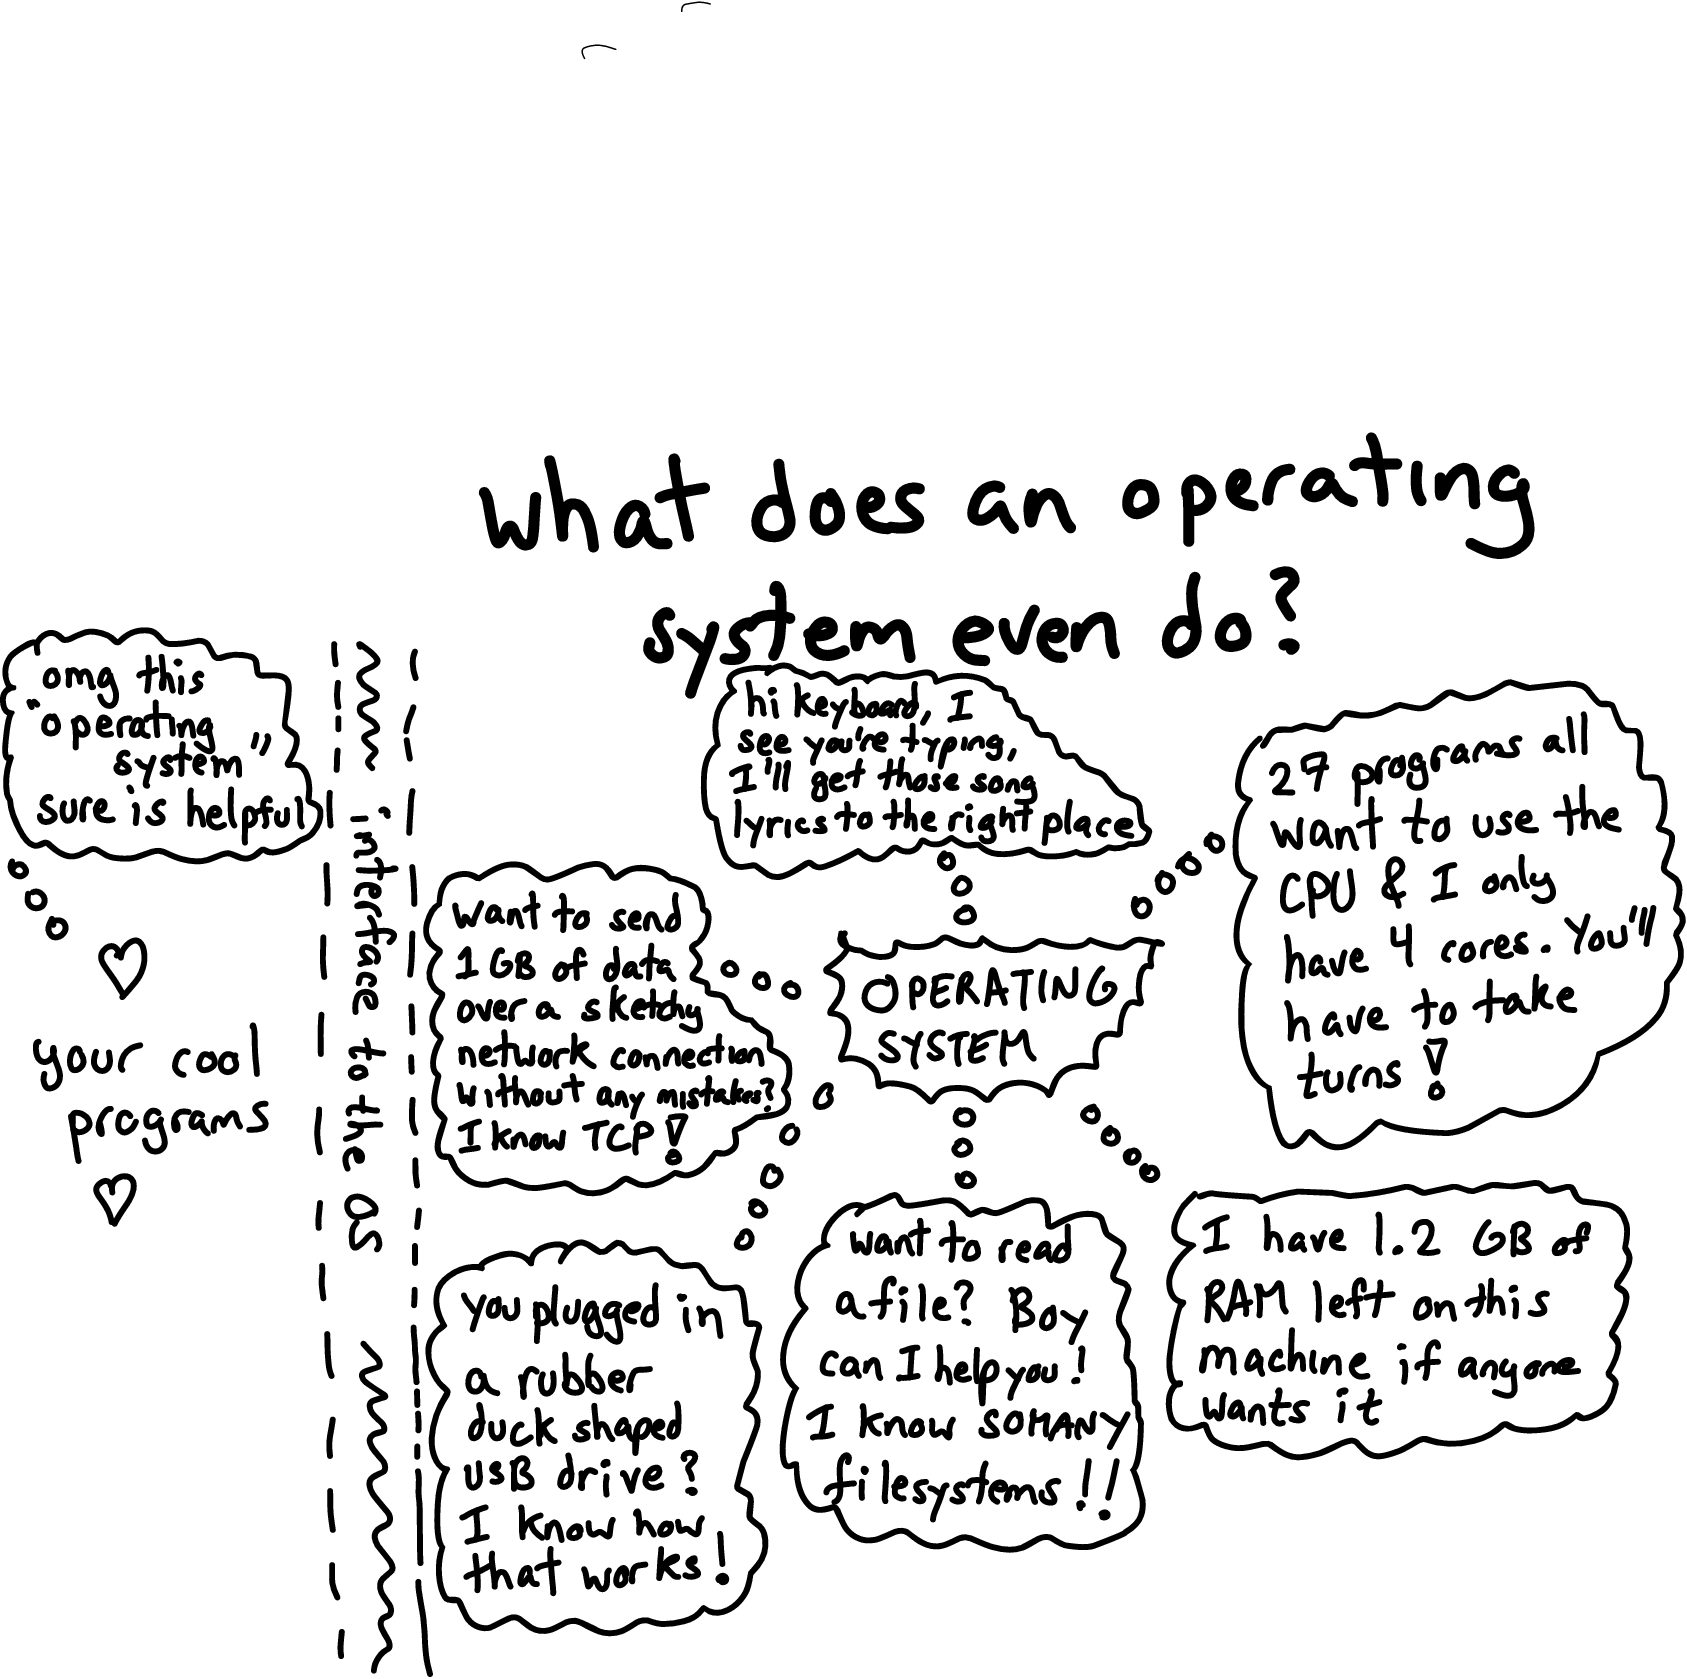 what does an operating
system even do?
omg this
"operating
system"
sure is helpful!
your cool
programs
interface to the OS
hi keyboard, I
see you're typing,
I'll get those song
lyrics to the right place
27 programs all
want to use the
CPU & I only
have 4 cores. You'll
have to take
turns!
want to send
1 GB of data
over a sketchy
network connection
without any mistakes?
I know TCP!
OPERATING
SYSTEM
you plugged in
a rubber
duck shaped
USB drive?
I know how
that works!
want to read
a file? Boy
can I help you!
I know SO MANY
filesystems!!
I have 1.2 GB of
RAM left on this
machine if anyone
wants it